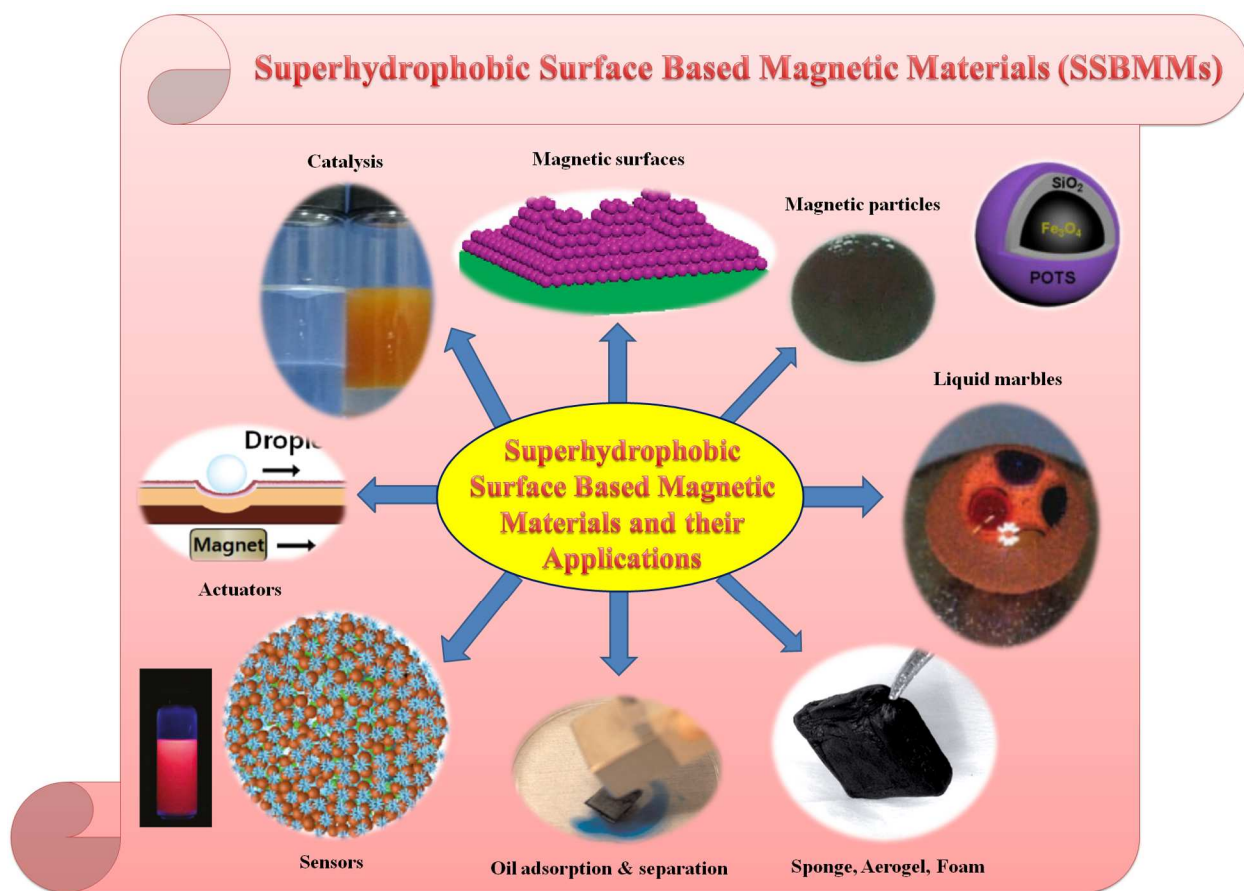 Superhydrophobic Surface Based Magnetic Materials (SSBMMs)
Catalysis
Magnetic surfaces
Magnetic particles
SiO₂
Fe₃O₄
POTS
Liquid marbles
Superhydrophobic
Surface Based Magnetic
Materials and their
Applications
Magnet
Actuators
Sensors
Oil adsorption & separation
Sponge, Aerogel, Foam